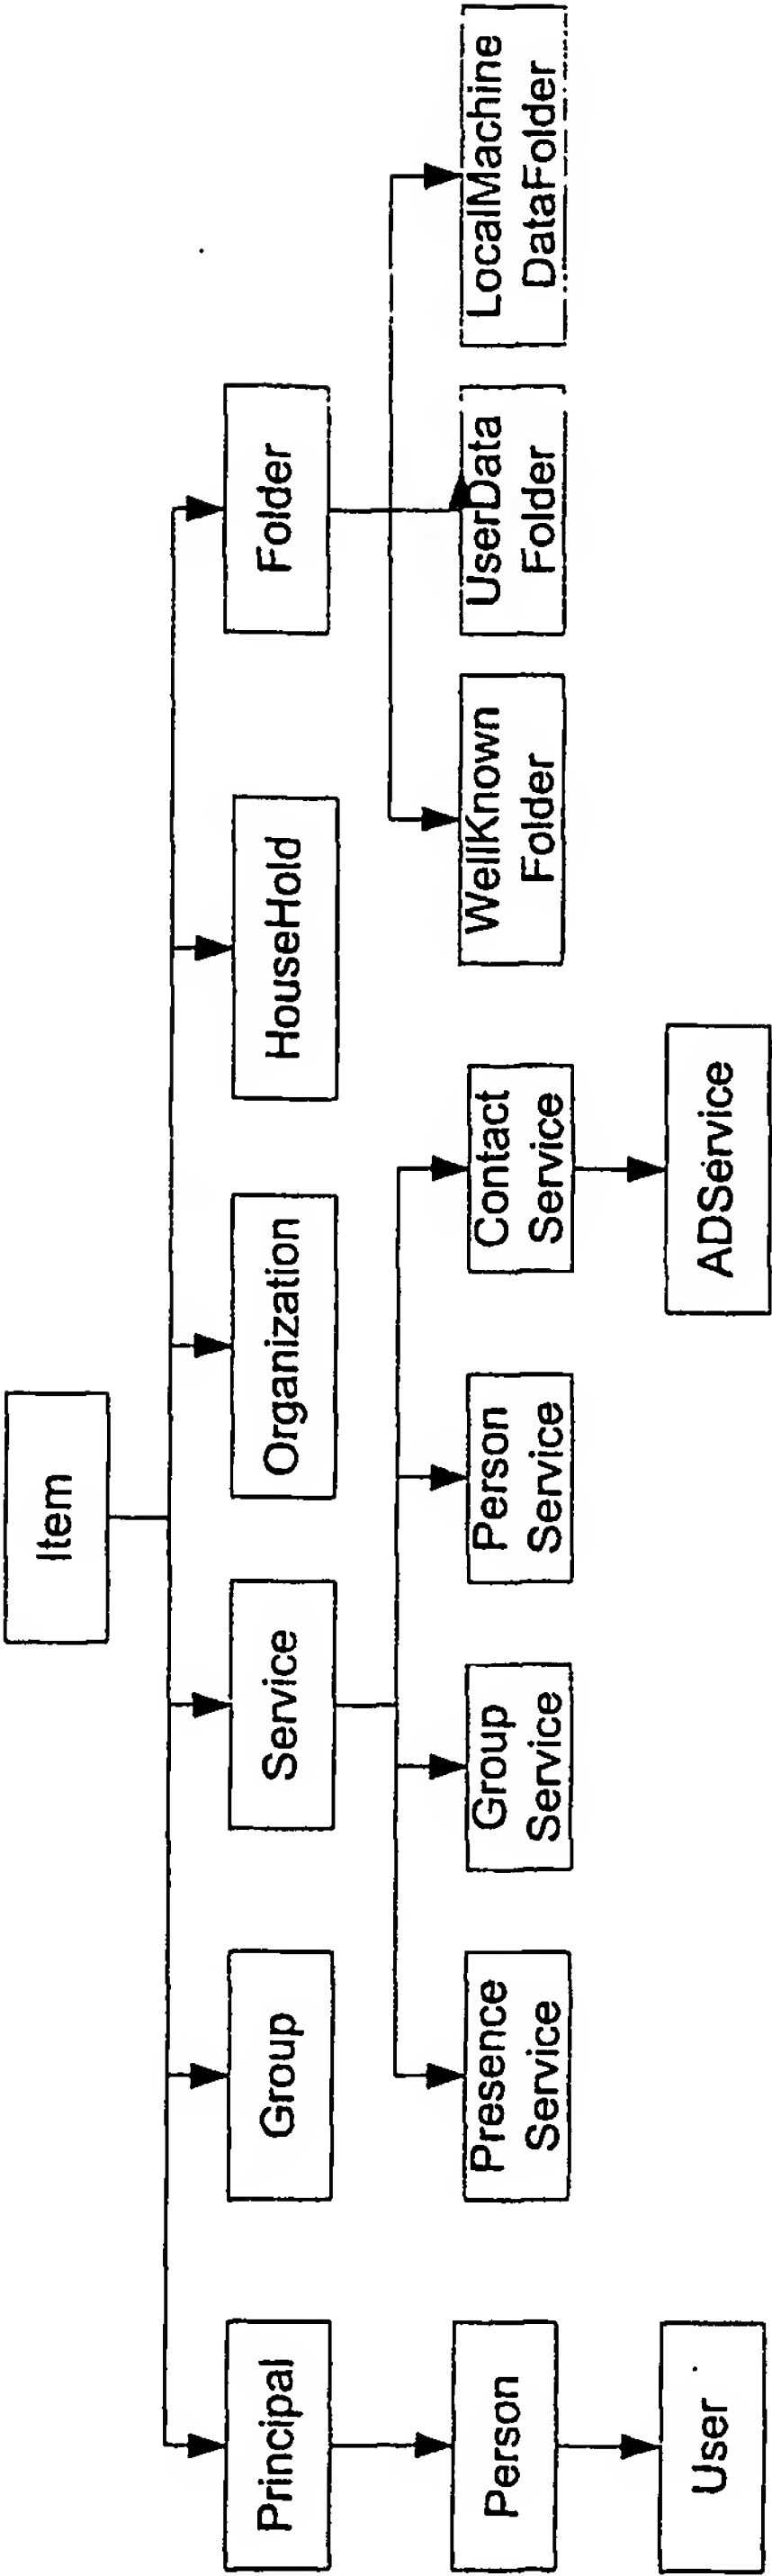 Item
Principal
Group
Service
Organization
HouseHold
Folder
Person
Presence
Service
Group
Service
Person
Service
Contact
Service
WellKnown
Folder
UserData
Folder
LocalMachine
DataFolder
User
ADService